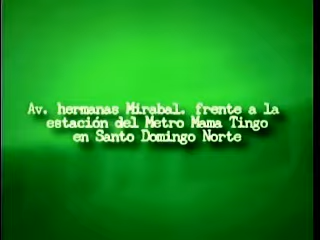 Av. hermanas Mirabal. frente a la
estación del Metro Mama Tingo
en Santo Domingo Norte